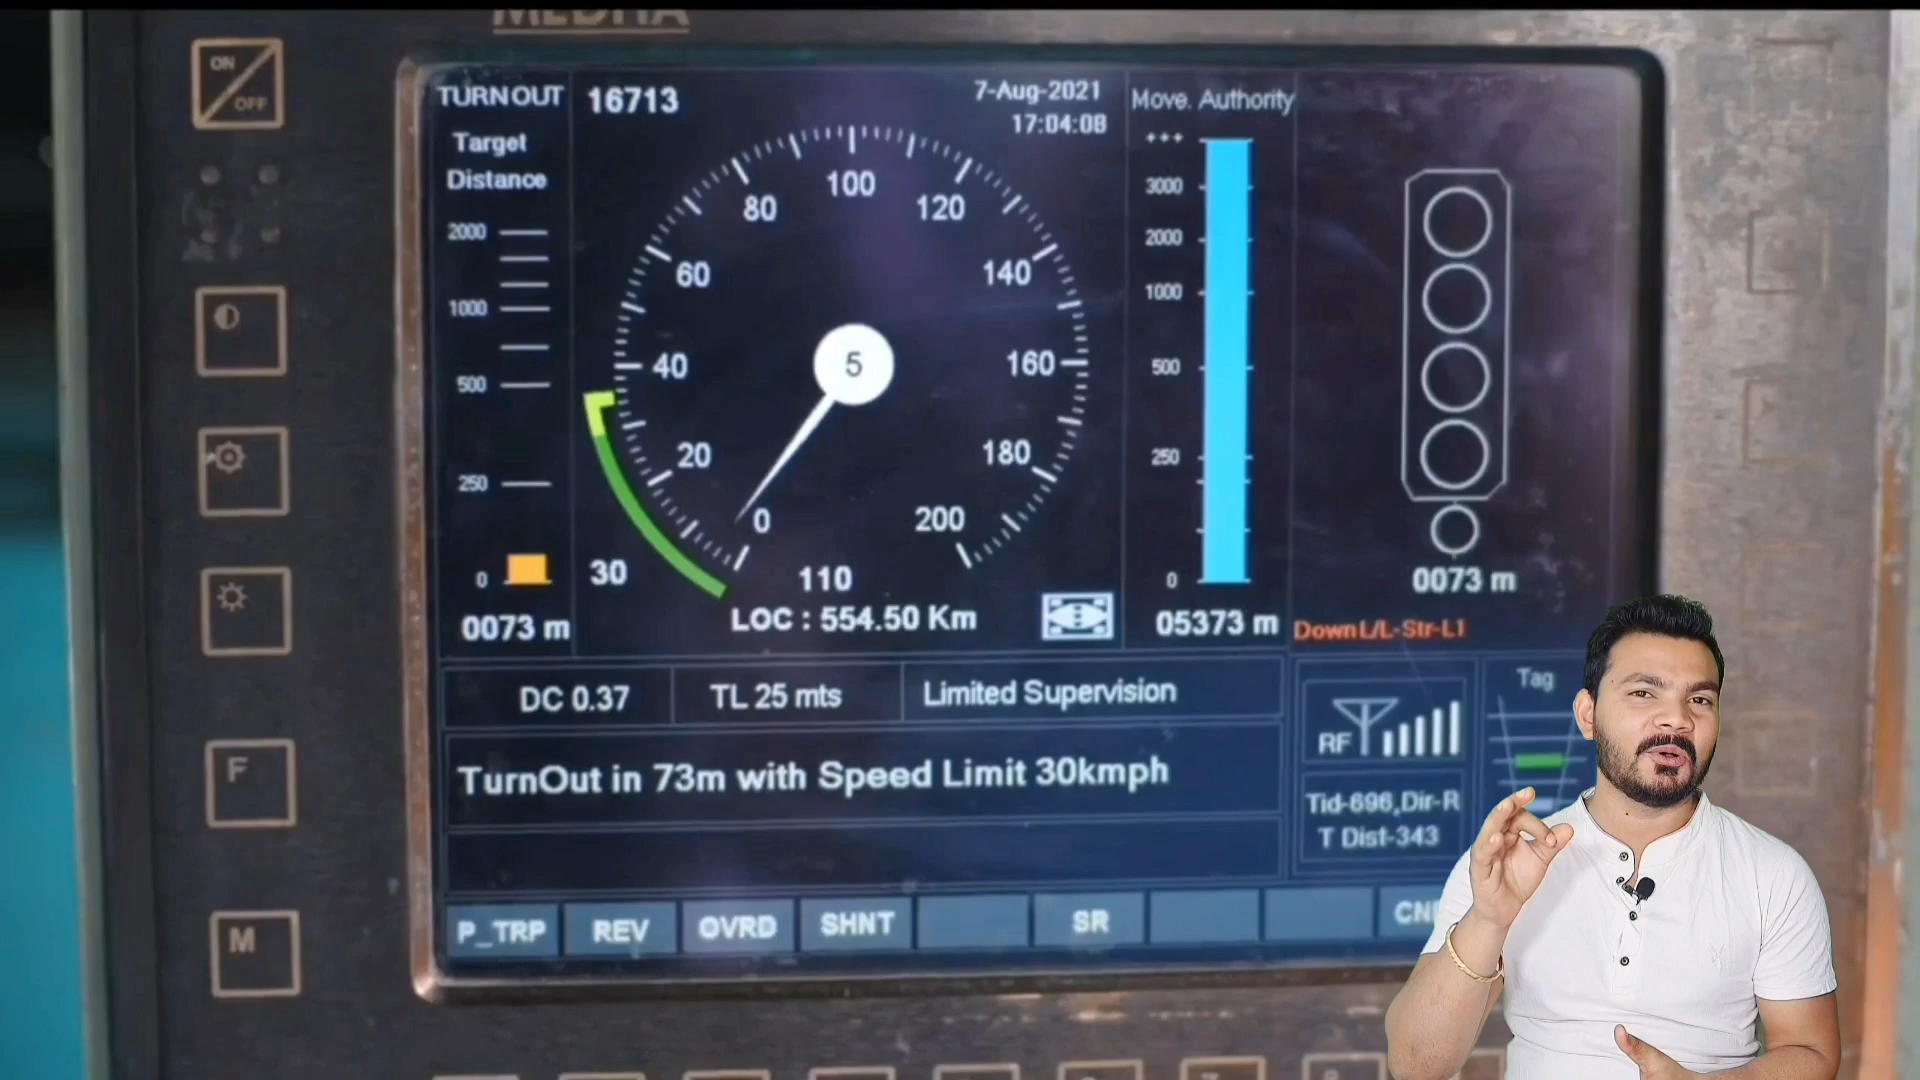 MEDHA
ON
OFF
F
M
TURNOUT
16713
7-Aug-2021
17:04:08
Target
Distance
2000
1000
500
250
0
0073 m
0
20
40
60
80
100
120
140
160
180
200
5
30
110
LOC : 554.50 Km
Move. Authority
+++
3000
2000
1000
500
250
0
05373 m
0073 m
DownL/L-Str-L1
DC 0.37
TL 25 mts
Limited Supervision
TurnOut in 73m with Speed Limit 30kmph
RF
Tag
Tid-696,Dir-R
T Dist-343
P_TRP
REV
OVRD
SHNT
SR